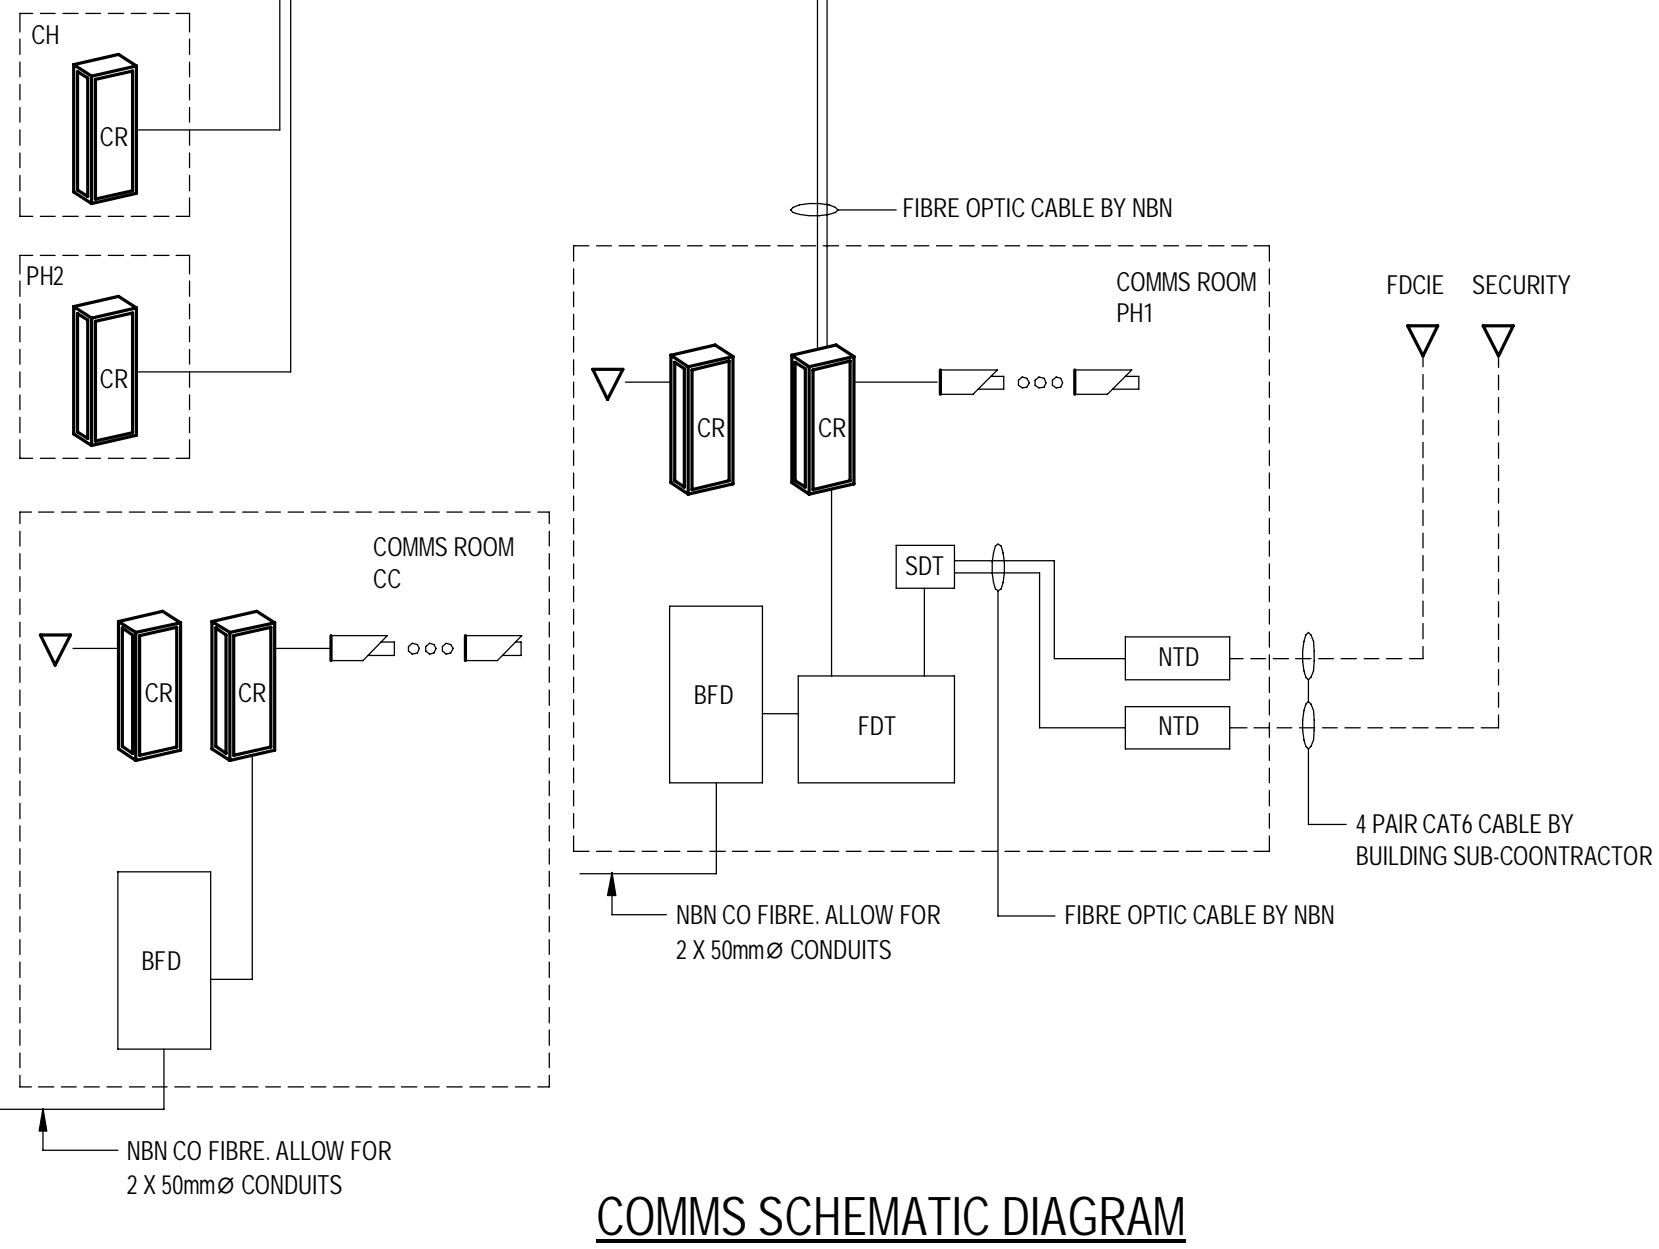 CH
CR
PH2
CR
FIBRE OPTIC CABLE BY NBN
COMMS ROOM
PH1
FDCIE
SECURITY
CR
CR
SDT
BFD
FDT
NTD
NTD
4 PAIR CAT6 CABLE BY
BUILDING SUB-COONTRACTOR
NBN CO FIBRE. ALLOW FOR
2 X 50mmØ CONDUITS
FIBRE OPTIC CABLE BY NBN
COMMS ROOM
CC
CR
CR
BFD
NBN CO FIBRE. ALLOW FOR
2 X 50mmØ CONDUITS
COMMS SCHEMATIC DIAGRAM